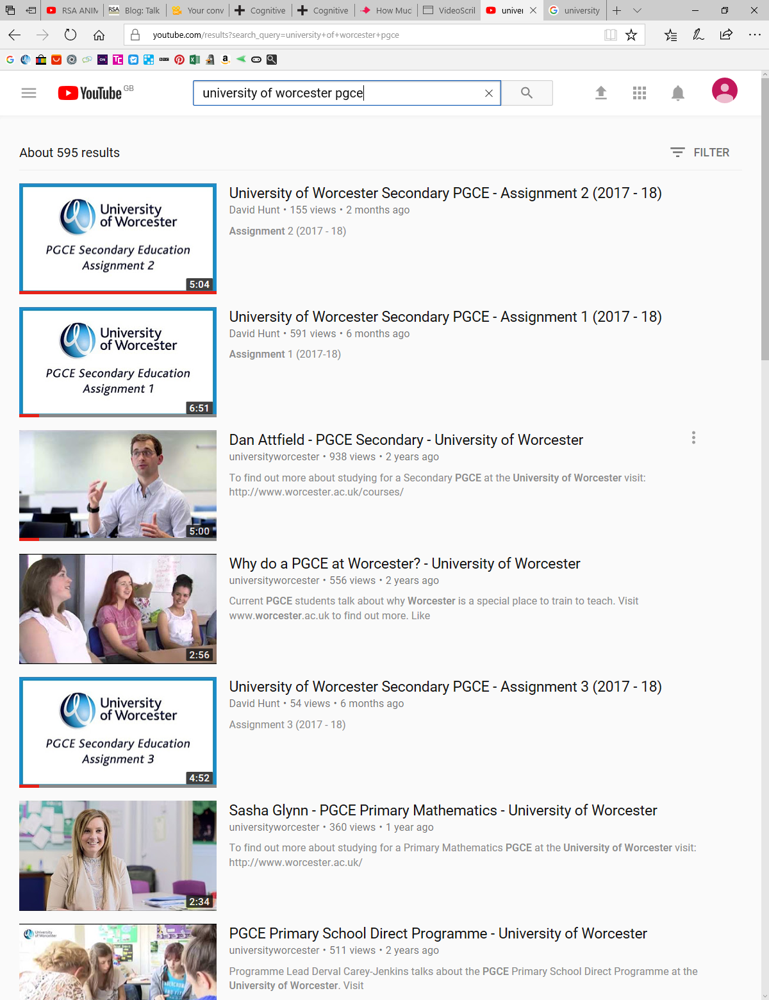 RSA ANIM
RSA Blog: Talk
Your conv
Cognitive
Cognitive
How Muc
VideoScril
univer
university
youtube.com/results?search_query=university+of+worcester+pgce
YouTube GB
university of worcester pgce
About 595 results
FILTER
University of Worcester
PGCE Secondary Education
Assignment 2
5:04
University of Worcester Secondary PGCE - Assignment 2 (2017 - 18)
David Hunt • 155 views • 2 months ago
Assignment 2 (2017 - 18)
University of Worcester
PGCE Secondary Education
Assignment 1
6:51
University of Worcester Secondary PGCE - Assignment 1 (2017 - 18)
David Hunt • 591 views • 6 months ago
Assignment 1 (2017-18)
5:00
Dan Attfield - PGCE Secondary - University of Worcester
universityworcester • 938 views • 2 years ago
To find out more about studying for a Secondary PGCE at the University of Worcester visit:
http://www.worcester.ac.uk/courses/
2:56
Why do a PGCE at Worcester? - University of Worcester
universityworcester • 556 views • 2 years ago
Current PGCE students talk about why Worcester is a special place to train to teach. Visit
www.worcester.ac.uk to find out more. Like
University of Worcester
PGCE Secondary Education
Assignment 3
4:52
University of Worcester Secondary PGCE - Assignment 3 (2017 - 18)
David Hunt • 54 views • 6 months ago
Assignment 3 (2017 - 18)
2:34
Sasha Glynn - PGCE Primary Mathematics - University of Worcester
universityworcester • 360 views • 1 year ago
To find out more about studying for a Primary Mathematics PGCE at the University of Worcester visit:
http://www.worcester.ac.uk/
University of Worcester
PGCE Primary School Direct Programme - University of Worcester
universityworcester • 511 views • 2 years ago
Programme Lead Derval Carey-Jenkins talks about the PGCE Primary School Direct Programme at the
University of Worcester. Visit